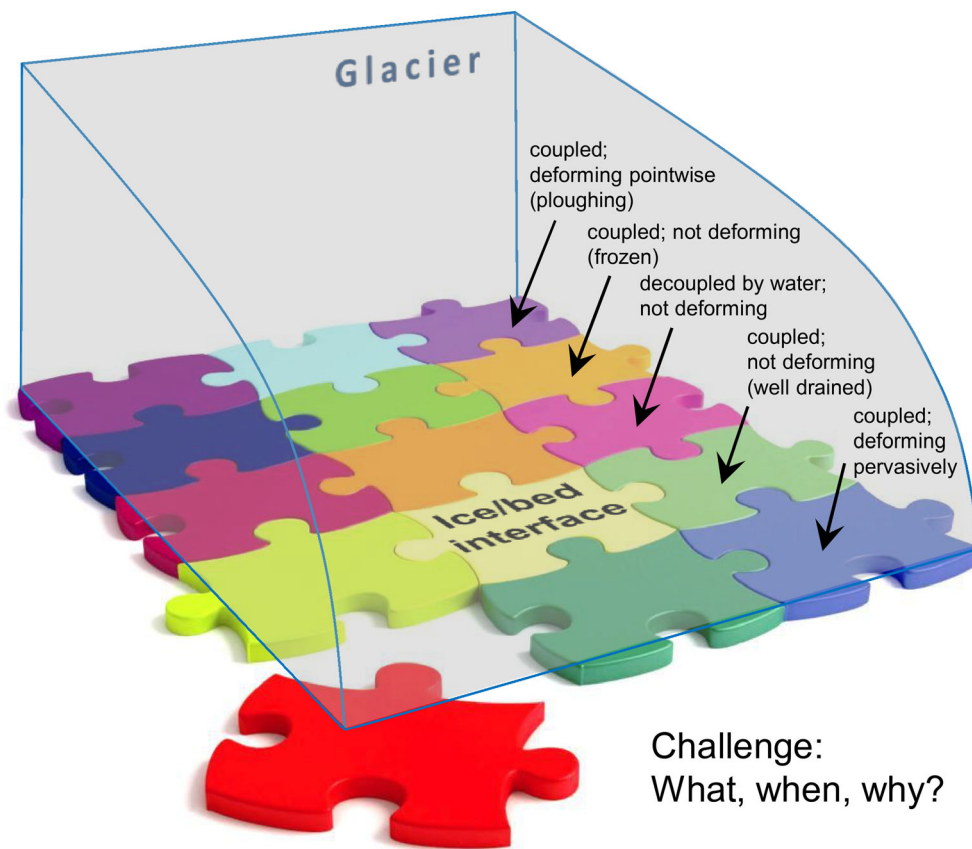 Glacier
coupled;
deforming pointwise
(ploughing)
coupled; not deforming
(frozen)
decoupled by water;
not deforming
coupled;
not deforming
(well drained)
coupled;
deforming
pervasively
Ice/bed
interface
Challenge:
What, when, why?